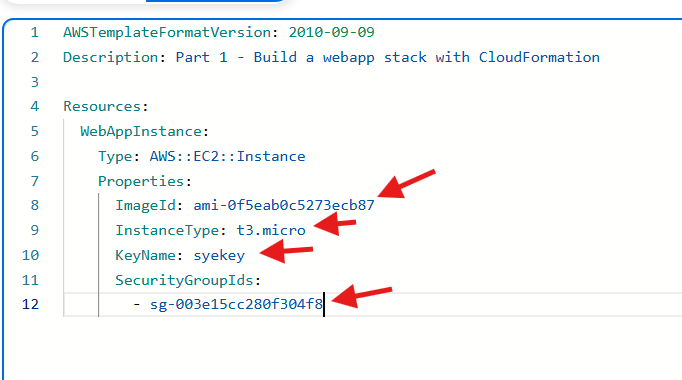 1 AWSTemplateFormatVersion: 2010-09-09
2 Description: Part 1 - Build a webapp stack with CloudFormation
3
4 Resources:
5 WebAppInstance:
6 Type: AWS::EC2::Instance
7 Properties:
8 ImageId: ami-0f5eab0c5273ecb87
9 InstanceType: t3.micro
10 KeyName: syekey
11 SecurityGroupIds:
12 - sg-003e15cc280f304f8